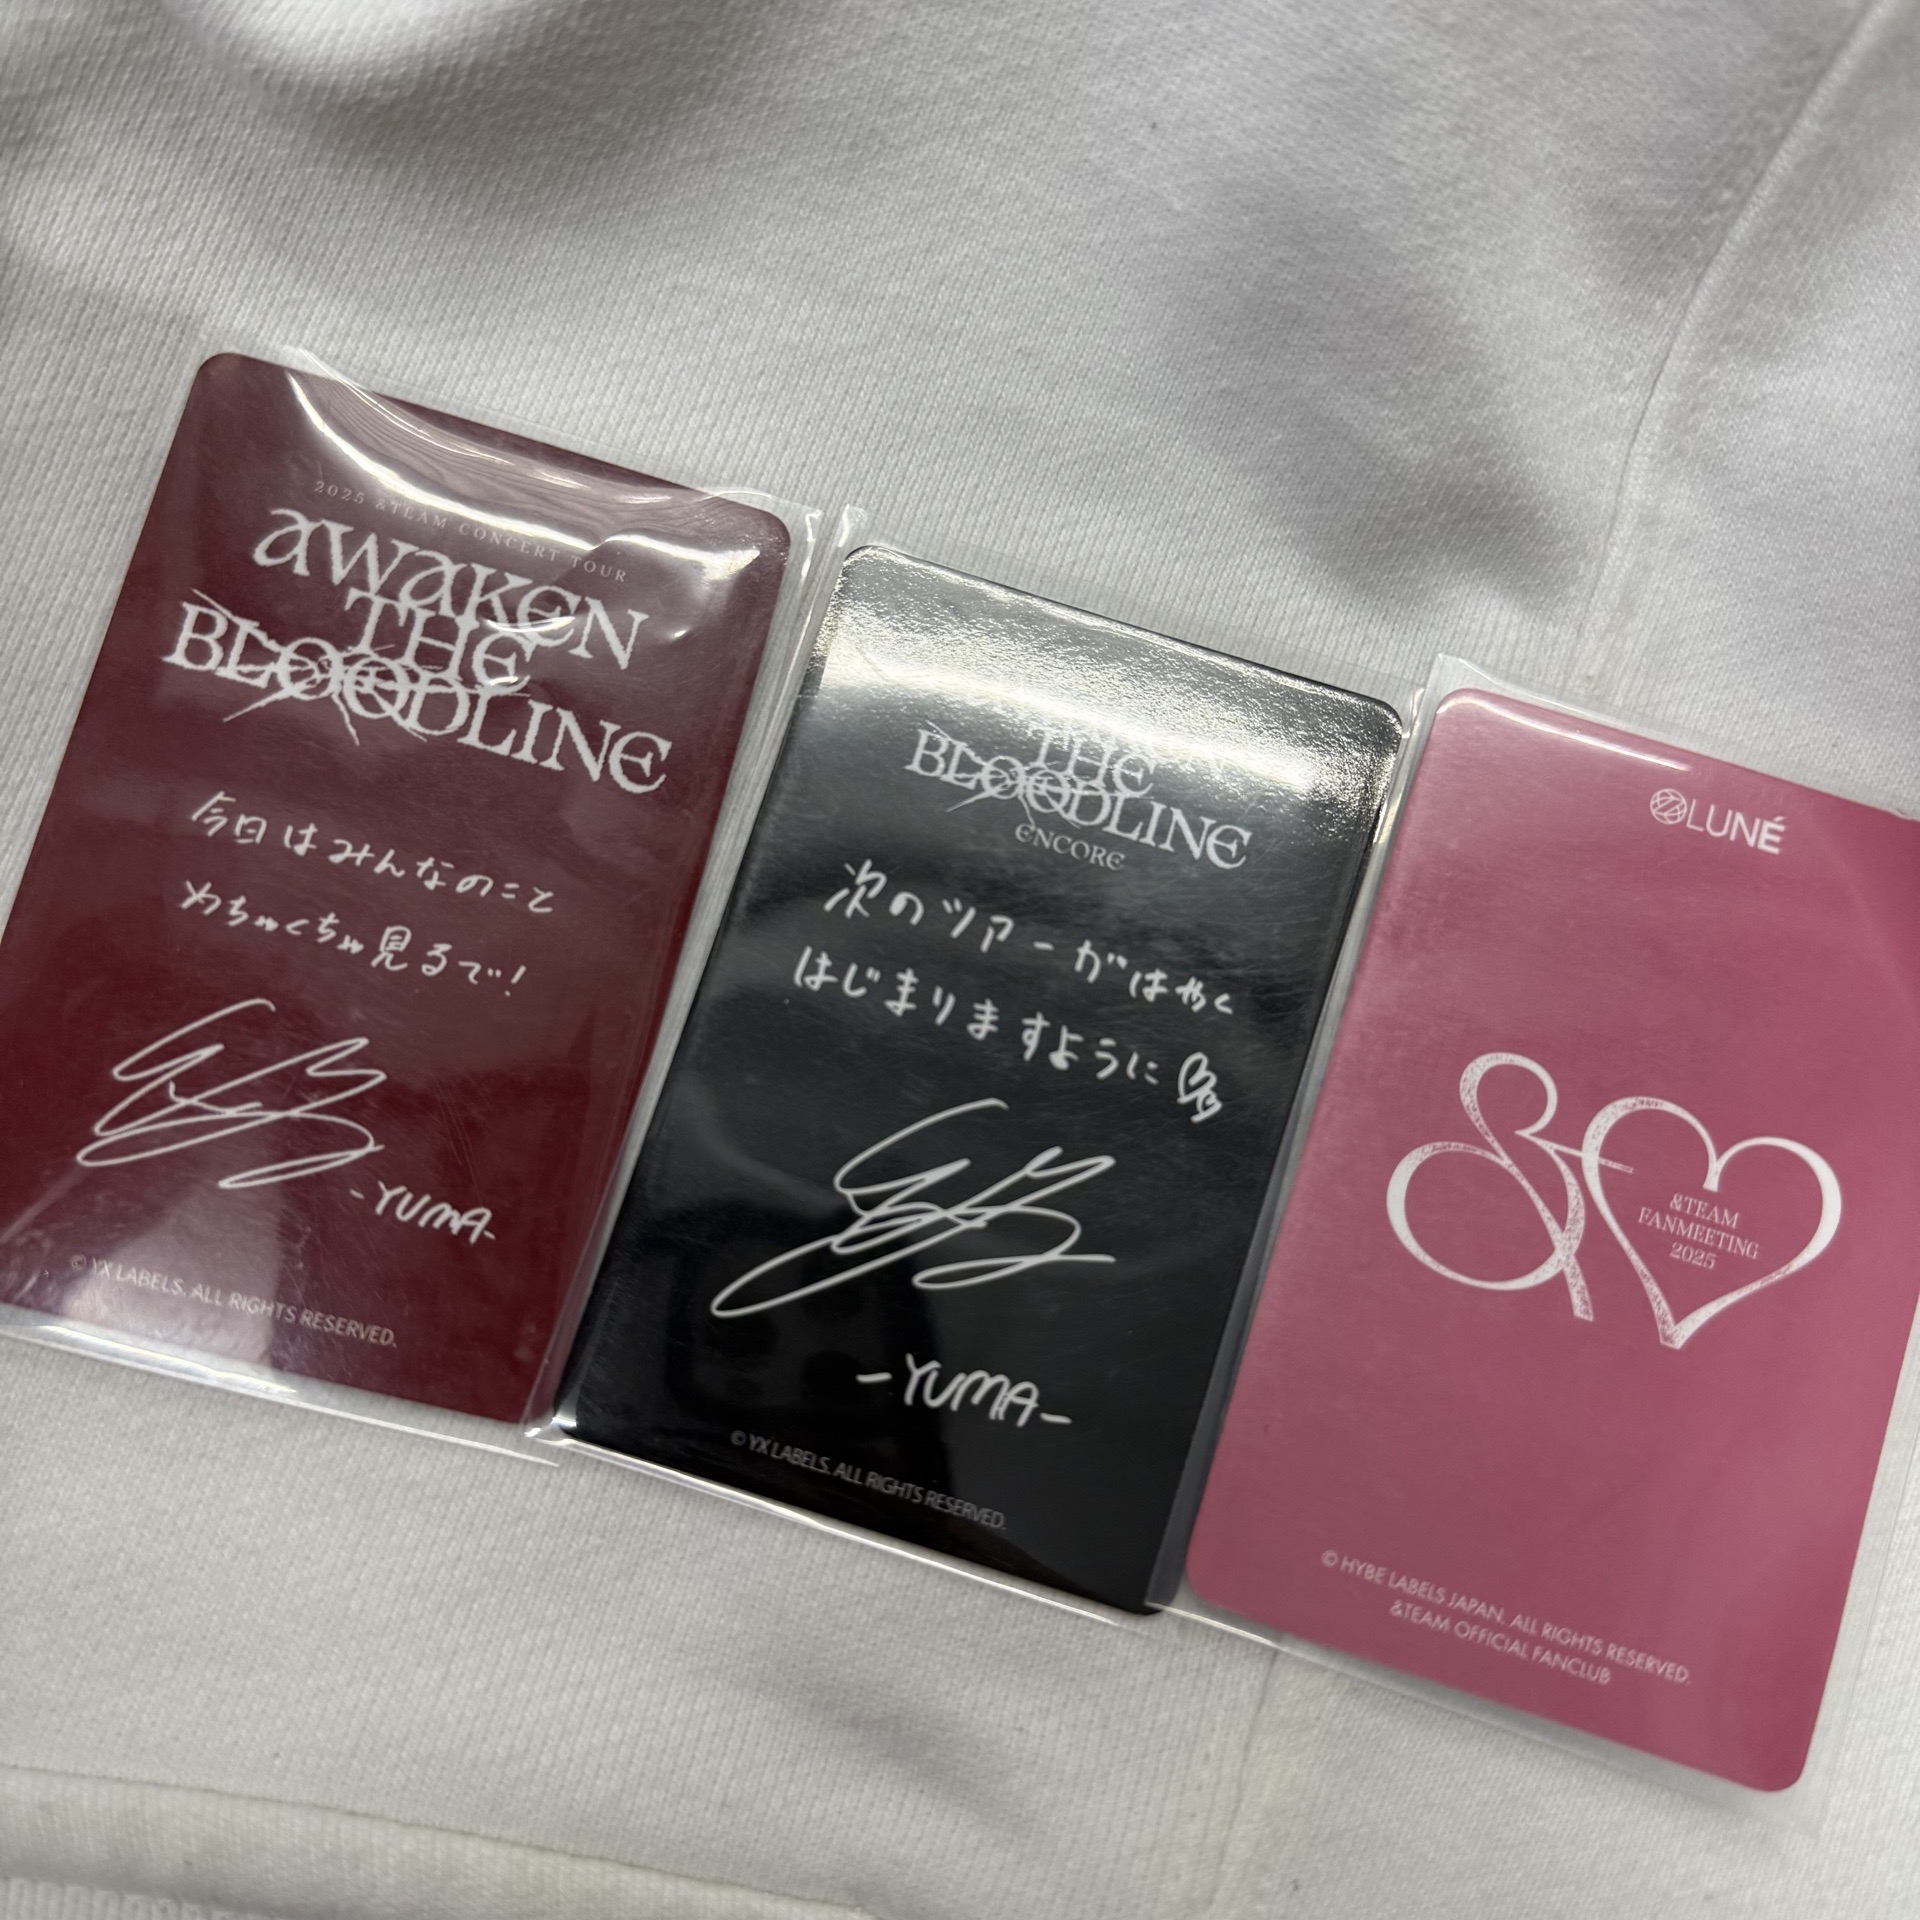 2025 &TEAM CONCERT TOUR
AWAKEN
THE
BLOODLINE
今日はみんなのこと
めちゃくちゃ見るで!
-YUMA-
© YX LABELS. ALL RIGHTS RESERVED.
THE
BLOODLINE
ENCORE
次のツアーがはやく
はじまりますように
-YUMA-
© YX LABELS. ALL RIGHTS RESERVED.
LUNÉ
&TEAM
FANMEETING
2025
© HYBE LABELS JAPAN. ALL RIGHTS RESERVED.
&TEAM OFFICIAL FANCLUB